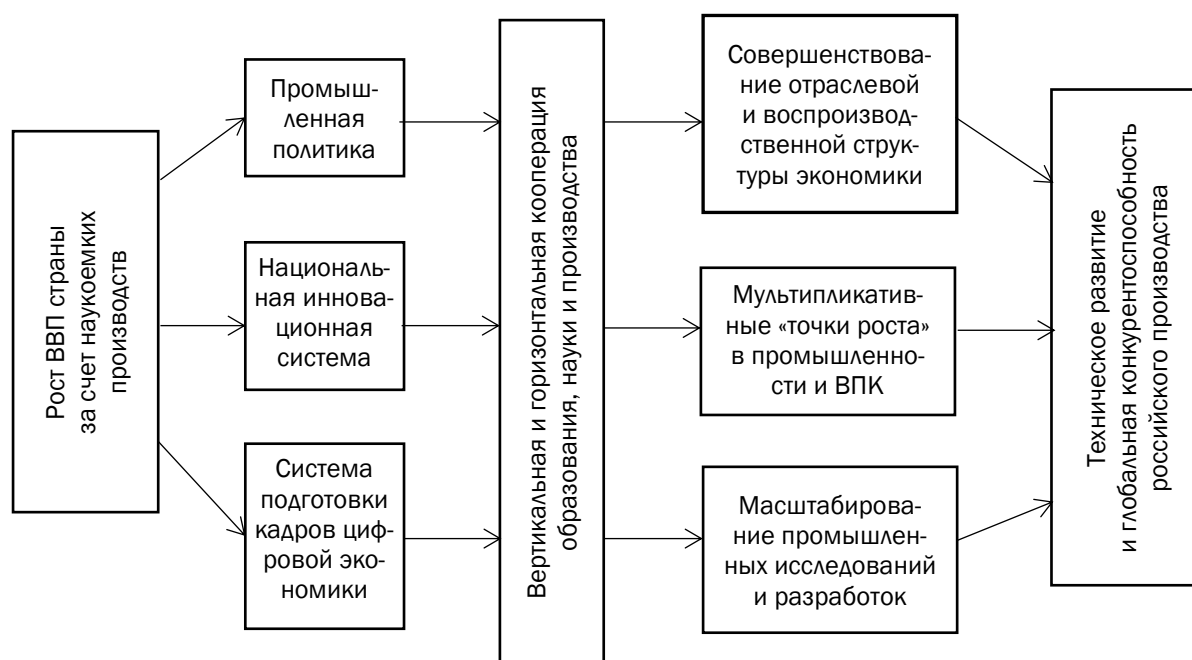 Рост ВВП страны
за счет наукоемких
производств
Промыш-
ленная
политика
Национальная
ная иннова-
ционная
система
Система
подготовки
кадров циф-
ровой эко-
номики
Вертикальная и горизонтальная кооперация
образования, науки и производства
Совершенствова-
ние отраслевой
и воспроизвод-
ственной струк-
туры экономики
Мультипликатив-
ные «точки роста»
в промышленно-
сти и ВПК
Масштабирова-
ние промышлен-
ных исследований
и разработок
Техническое развитие
и глобальная конкурентоспособность
российского производства